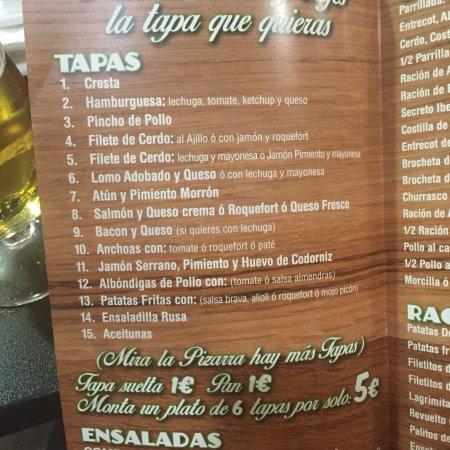 la tapa que quieras
TAPAS
1. Cresta
2. Hamburguesa: lechuga, tomate, ketchup y queso
3. Pincho de Pollo
4. Filete de Cerdo: al Ajillo ó con jamón y roquefort
5. Filete de Cerdo: lechuga y mayonesa o Jamón Pimiento y mayonesa
6. Lomo Adobado y Queso ó con lechuga y mayonesa
7. Atún y Pimiento Morrón
8. Salmón y Queso crema ó Roquefort ó Queso Fresco
9. Bacon y Queso (si quieres con lechuga)
10. Anchoas con: tomate ó roquefort ó paté
11. Jamón Serrano, Pimiento y Huevo de Codorniz
12. Albóndigas de Pollo con: (tomate ó salsa almendras)
13. Patatas Fritas con: (salsa brava, alioli ó roquefort ó mojo picón)
14. Ensaladilla Rusa
15. Aceitunas
(Mira la Pizarra hay más Tapas)
Tapa suelta 1€ Pan 1€
Monta un plato de 6 tapas por solo: 5€
ENSALADAS
Parrillada:
Entrecot, Al
Cerdo, Cost
1/2 Parrilla
Ración de A
Ración de
Secreto Ibe
Costilla de
Entrecot de
Brocheta d
Brocheta de
Churrasco
Ración de A
1/2 Ración
Pollo al ca
1/2 Pollo a
Morcilla ó
RAC
Patatas D
Patatas fr
Filetitos d
Filetitos de
Lagrimita
Revuelto
Palitos de